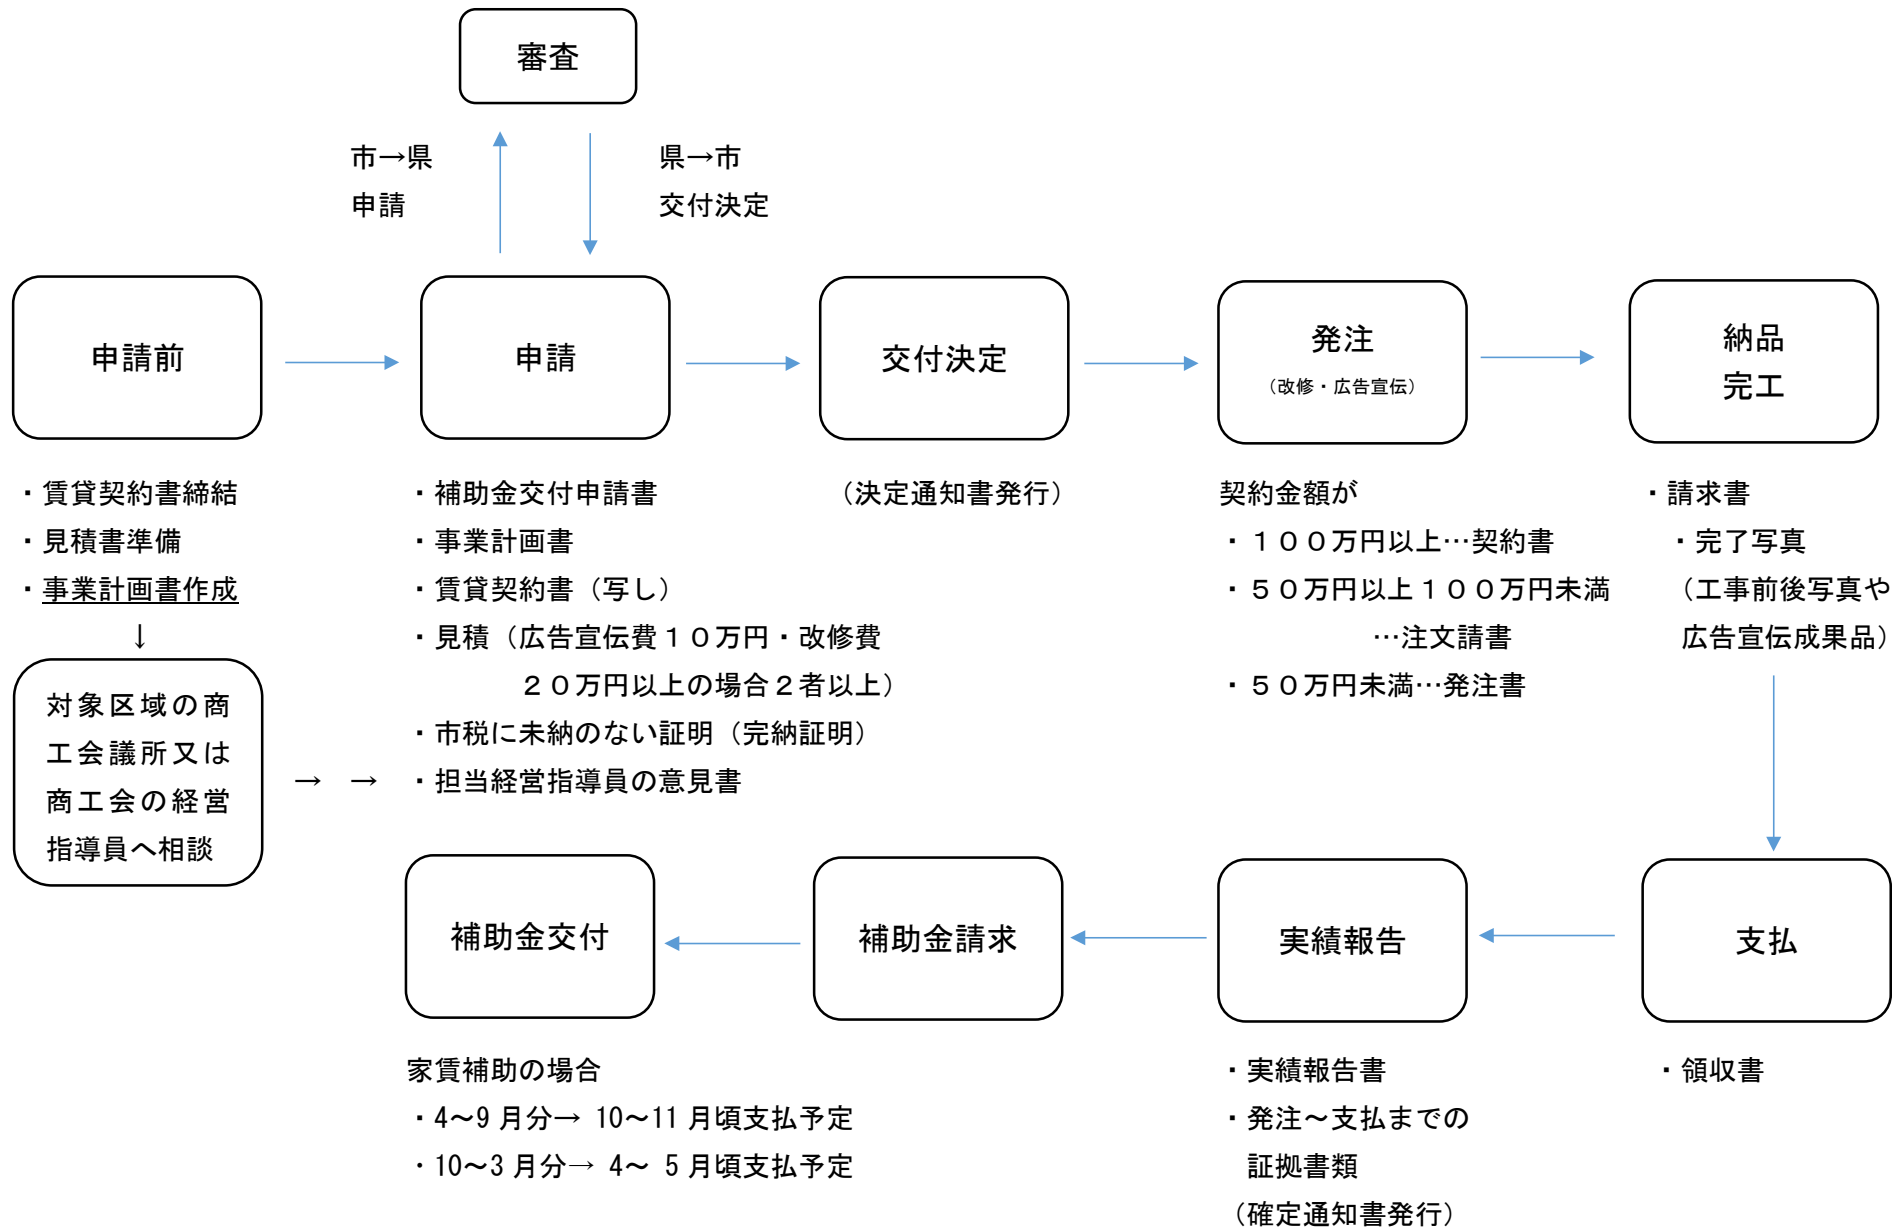 審査
市→県
申請
県→市
交付決定
申請前
申請
交付決定
発注
（改修・広告宣伝）
納品
完工
・賃貸契約書締結
・見積書準備
・事業計画書作成
↓
対象区域の商
工会議所又は
商工会の経営
指導員へ相談
→ →
・補助金交付申請書
・事業計画書
・賃貸契約書（写し）
・見積（広告宣伝費１０万円・改修費
２０万円以上の場合２者以上）
・市税に未納のない証明（完納証明）
・担当経営指導員の意見書
（決定通知書発行）
契約金額が
・１００万円以上…契約書
・５０万円以上１００万円未満
…注文請書
・５０万円未満…発注書
・請求書
・完了写真
（工事前後写真や
広告宣伝成果品）
支払
・領収書
実績報告
・実績報告書
・発注～支払までの
証拠書類
（確定通知書発行）
補助金請求
補助金交付
家賃補助の場合
・4～9 月分→ 10～11 月頃支払予定
・10～3 月分→ 4～ 5 月頃支払予定